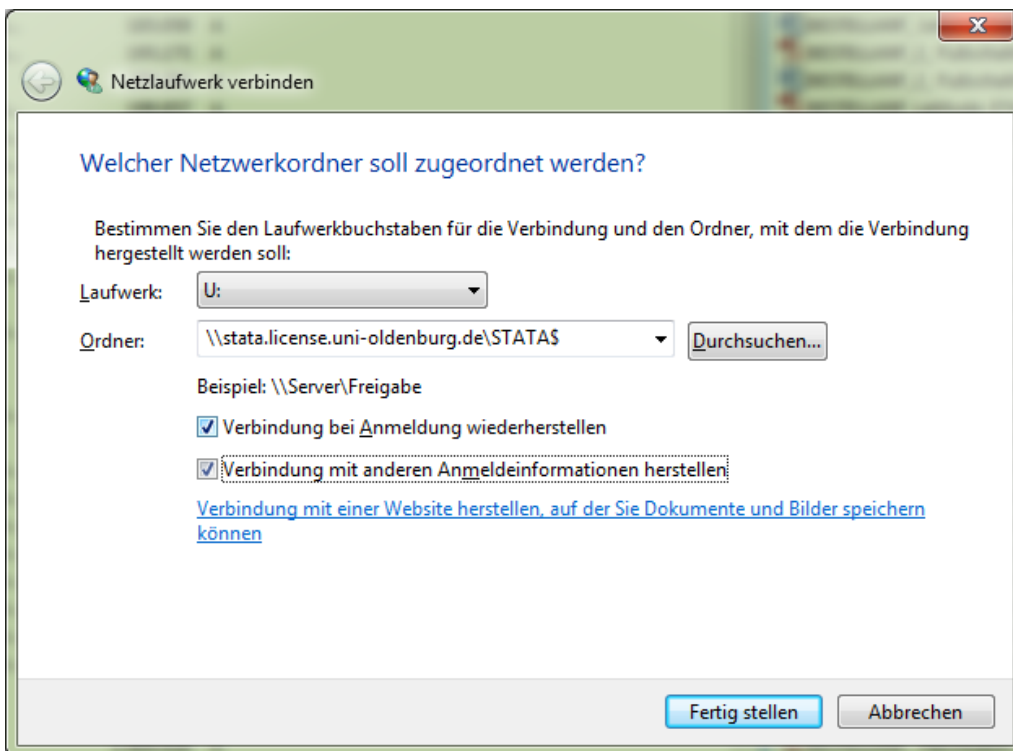 Netzlaufwerk verbinden
Welcher Netzwerkordner soll zugeordnet werden?
Bestimmen Sie den Laufwerkbuchstaben für die Verbindung und den Ordner, mit dem die Verbindung
hergestellt werden soll:
Laufwerk: U:
Ordner: \\stata.license.uni-oldenburg.de\STATA$ Durchsuchen...
Beispiel: \\Server\Freigabe
Verbindung bei Anmeldung wiederherstellen
Verbindung mit anderen Anmeldeinformationen herstellen
Verbindung mit einer Website herstellen, auf der Sie Dokumente und Bilder speichern
können
Fertig stellen Abbrechen